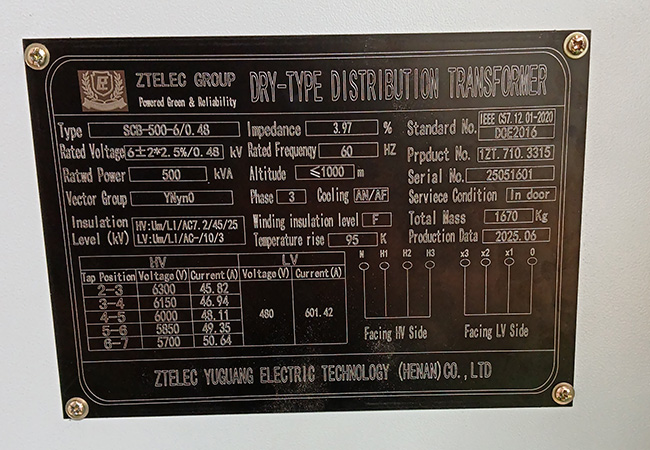 ZTELEC GROUP
Powered Green & Reliability
DRY-TYPE DISTRIBUTION TRANSFORMER
Type SCB-500-6/0.48 Impedance 3.97 % Standard No. IEEE C57.12.01-2020 DOE2016
Rated Voltage 6±2*2.5%/0.48 kV Rated Frequency 60 HZ Prpduct No. 1ZT.710.3315
Ratwd Power 500 kVA Altitude ≤1000 m Serial No. 25051601
Vector Group YNyn0 Phase 3 Cooling AN/AF Serviece Condition In door
Insulation Level (kV) HV:Um/LI/AC7.2/45/25 LV:Um/LI/AC-/10/3 Winding insulation level F Total Mass 1670 Kg
Temperature rise 95 K Production Data 2025.06
HV LV
Tap Position Voltage(V) Current(A) Voltage(V) Current(A)
2-3 6300 45.82
3-4 6150 46.94
4-5 6000 48.11 480 601.42
5-6 5850 49.35
6-7 5700 50.64
N H1 H2 H3 x3 x2 x1 0
Facing HV Side Facing LV Side
ZTELEC YUGUANG ELECTRIC TECHNOLOGY (HENAN)CO.,LTD